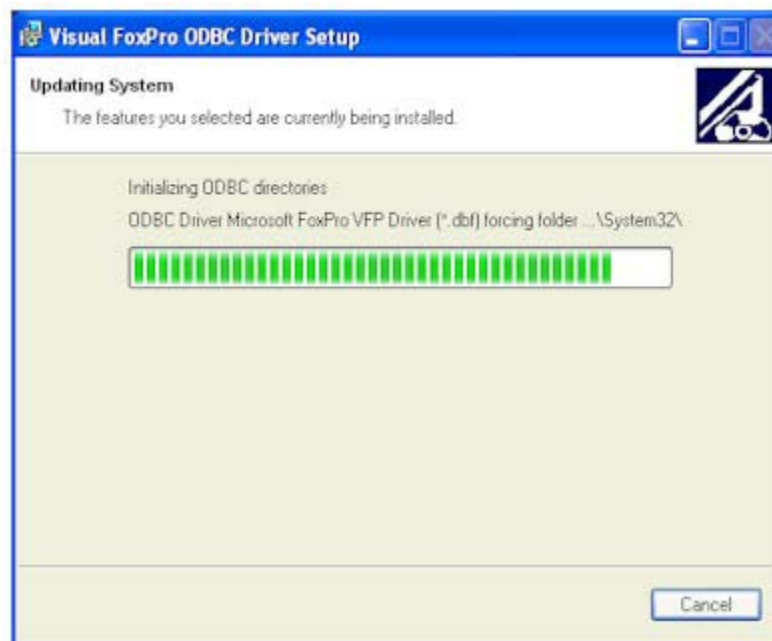 Visual FoxPro ODBC Driver Setup
Updating System
The features you selected are currently being installed.
Initializing ODBC directories
ODBC Driver Microsoft FoxPro VFP Driver (*.dbf) forcing folder ...\System32\
Cancel